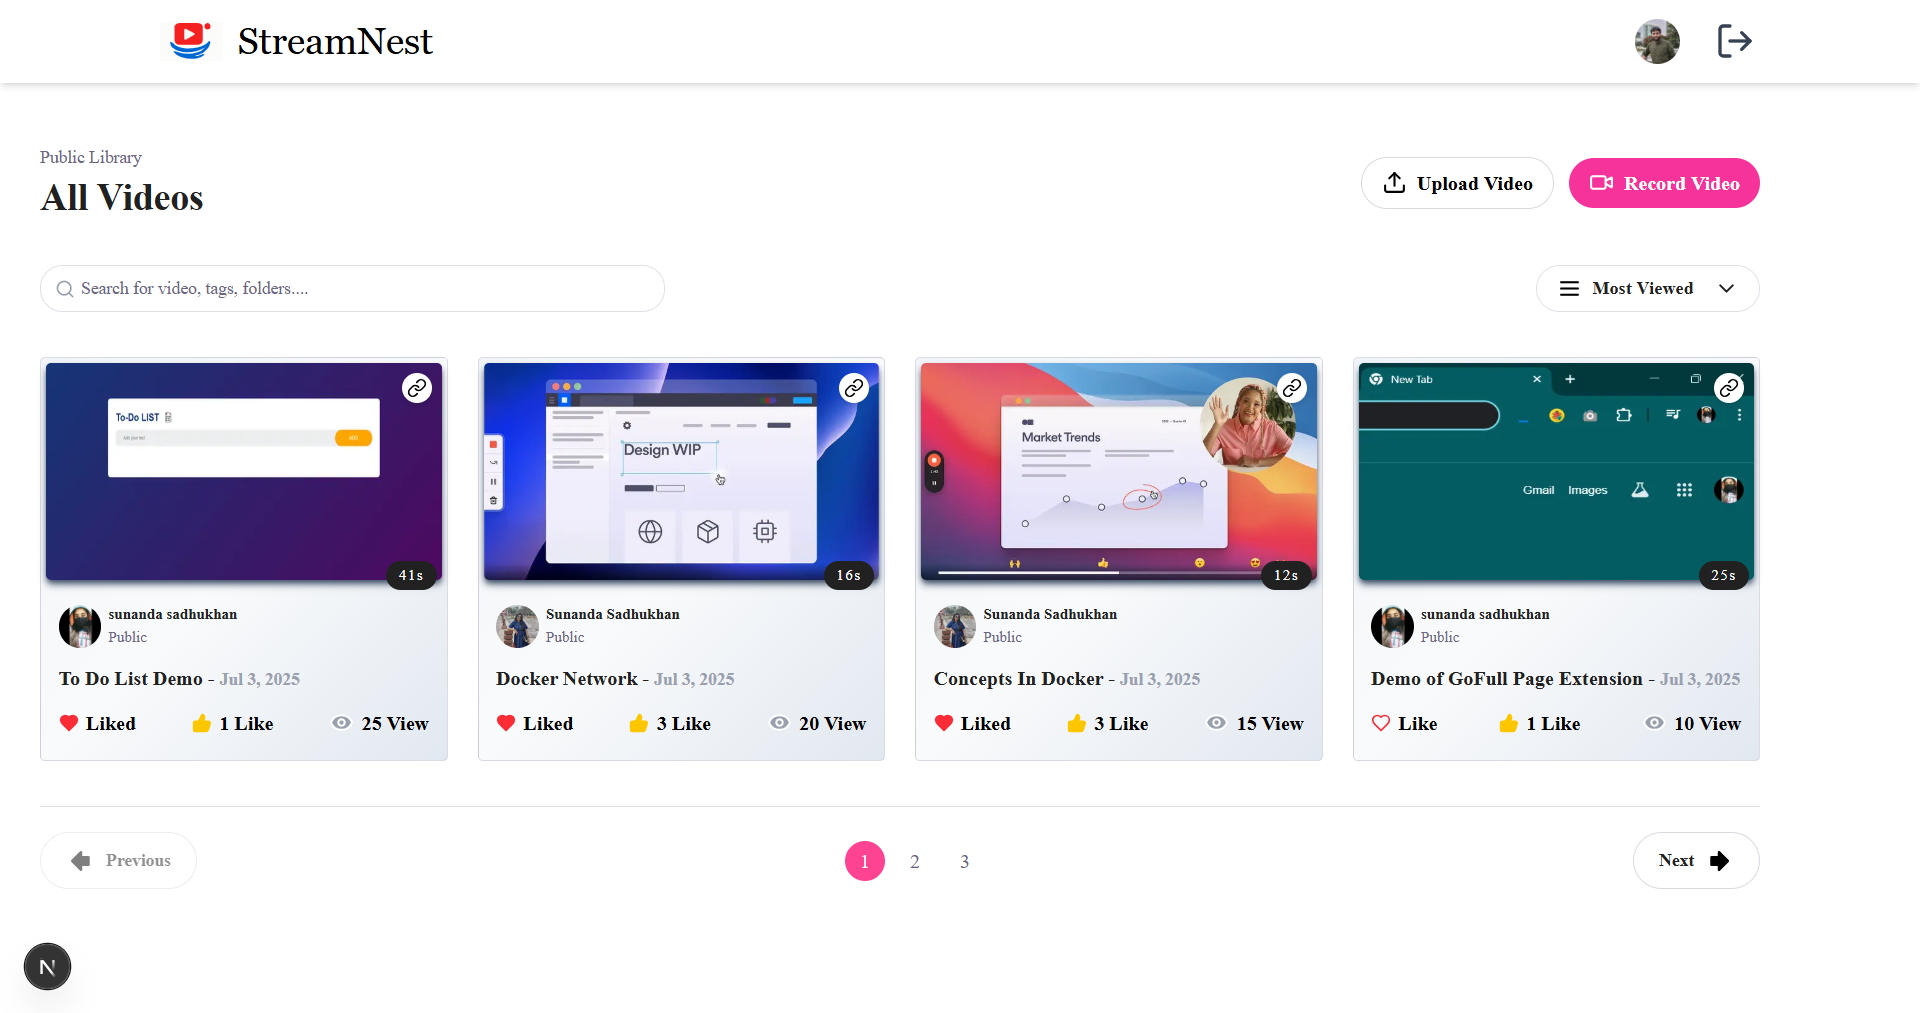 StreamNest
Public Library
All Videos
Upload Video
Record Video
Search for video, tags, folders....
Most Viewed
To-Do LIST
ADD
41s
sunanda sadhukhan
Public
To Do List Demo - Jul 3, 2025
Liked
1 Like
25 View
Design WIP
16s
Sunanda Sadhukhan
Public
Docker Network - Jul 3, 2025
Liked
3 Like
20 View
Market Trends
12s
Sunanda Sadhukhan
Public
Concepts In Docker - Jul 3, 2025
Liked
3 Like
15 View
New Tab
Gmail Images
25s
sunanda sadhukhan
Public
Demo of GoFull Page Extension - Jul 3, 2025
Like
1 Like
10 View
Previous
1 2 3
Next
N